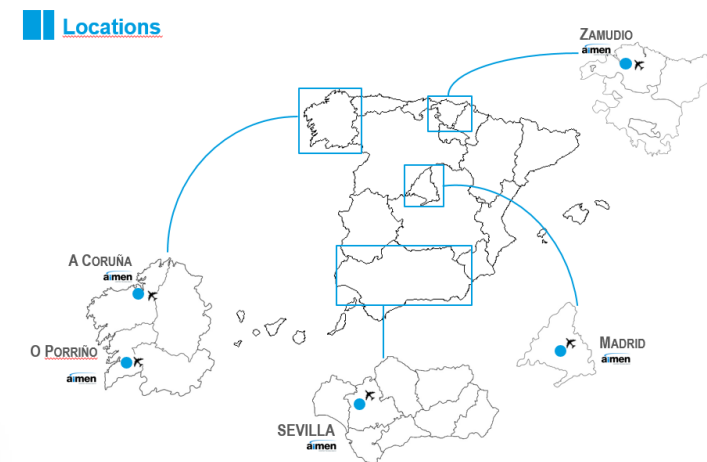 Locations
ZAMUDIO
aimen
A CORUÑA
aimen
O PORRIÑO
aimen
MADRID
aimen
SEVILLA
aimen